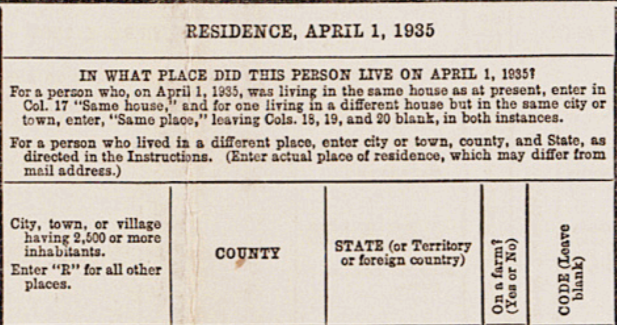 RESIDENCE, APRIL 1, 1935
IN WHAT PLACE DID THIS PERSON LIVE ON APRIL 1, 1935?
For a person who, on April 1, 1935, was living in the same house as at present, enter in
Col. 17 "Same house," and for one living in a different house but in the same city or
town, enter, "Same place," leaving Cols. 18, 19, and 20 blank, in both instances.
For a person who lived in a different place, enter city or town, county, and State, as
directed in the Instructions. (Enter actual place of residence, which may differ from
mail address.)
City, town, or village
having 2,500 or more
inhabitants.
Enter "R" for all other
places.
COUNTY
STATE (or Territory
or foreign country)
On a farm?
(Yes or No)
CODE (Leave
blank)